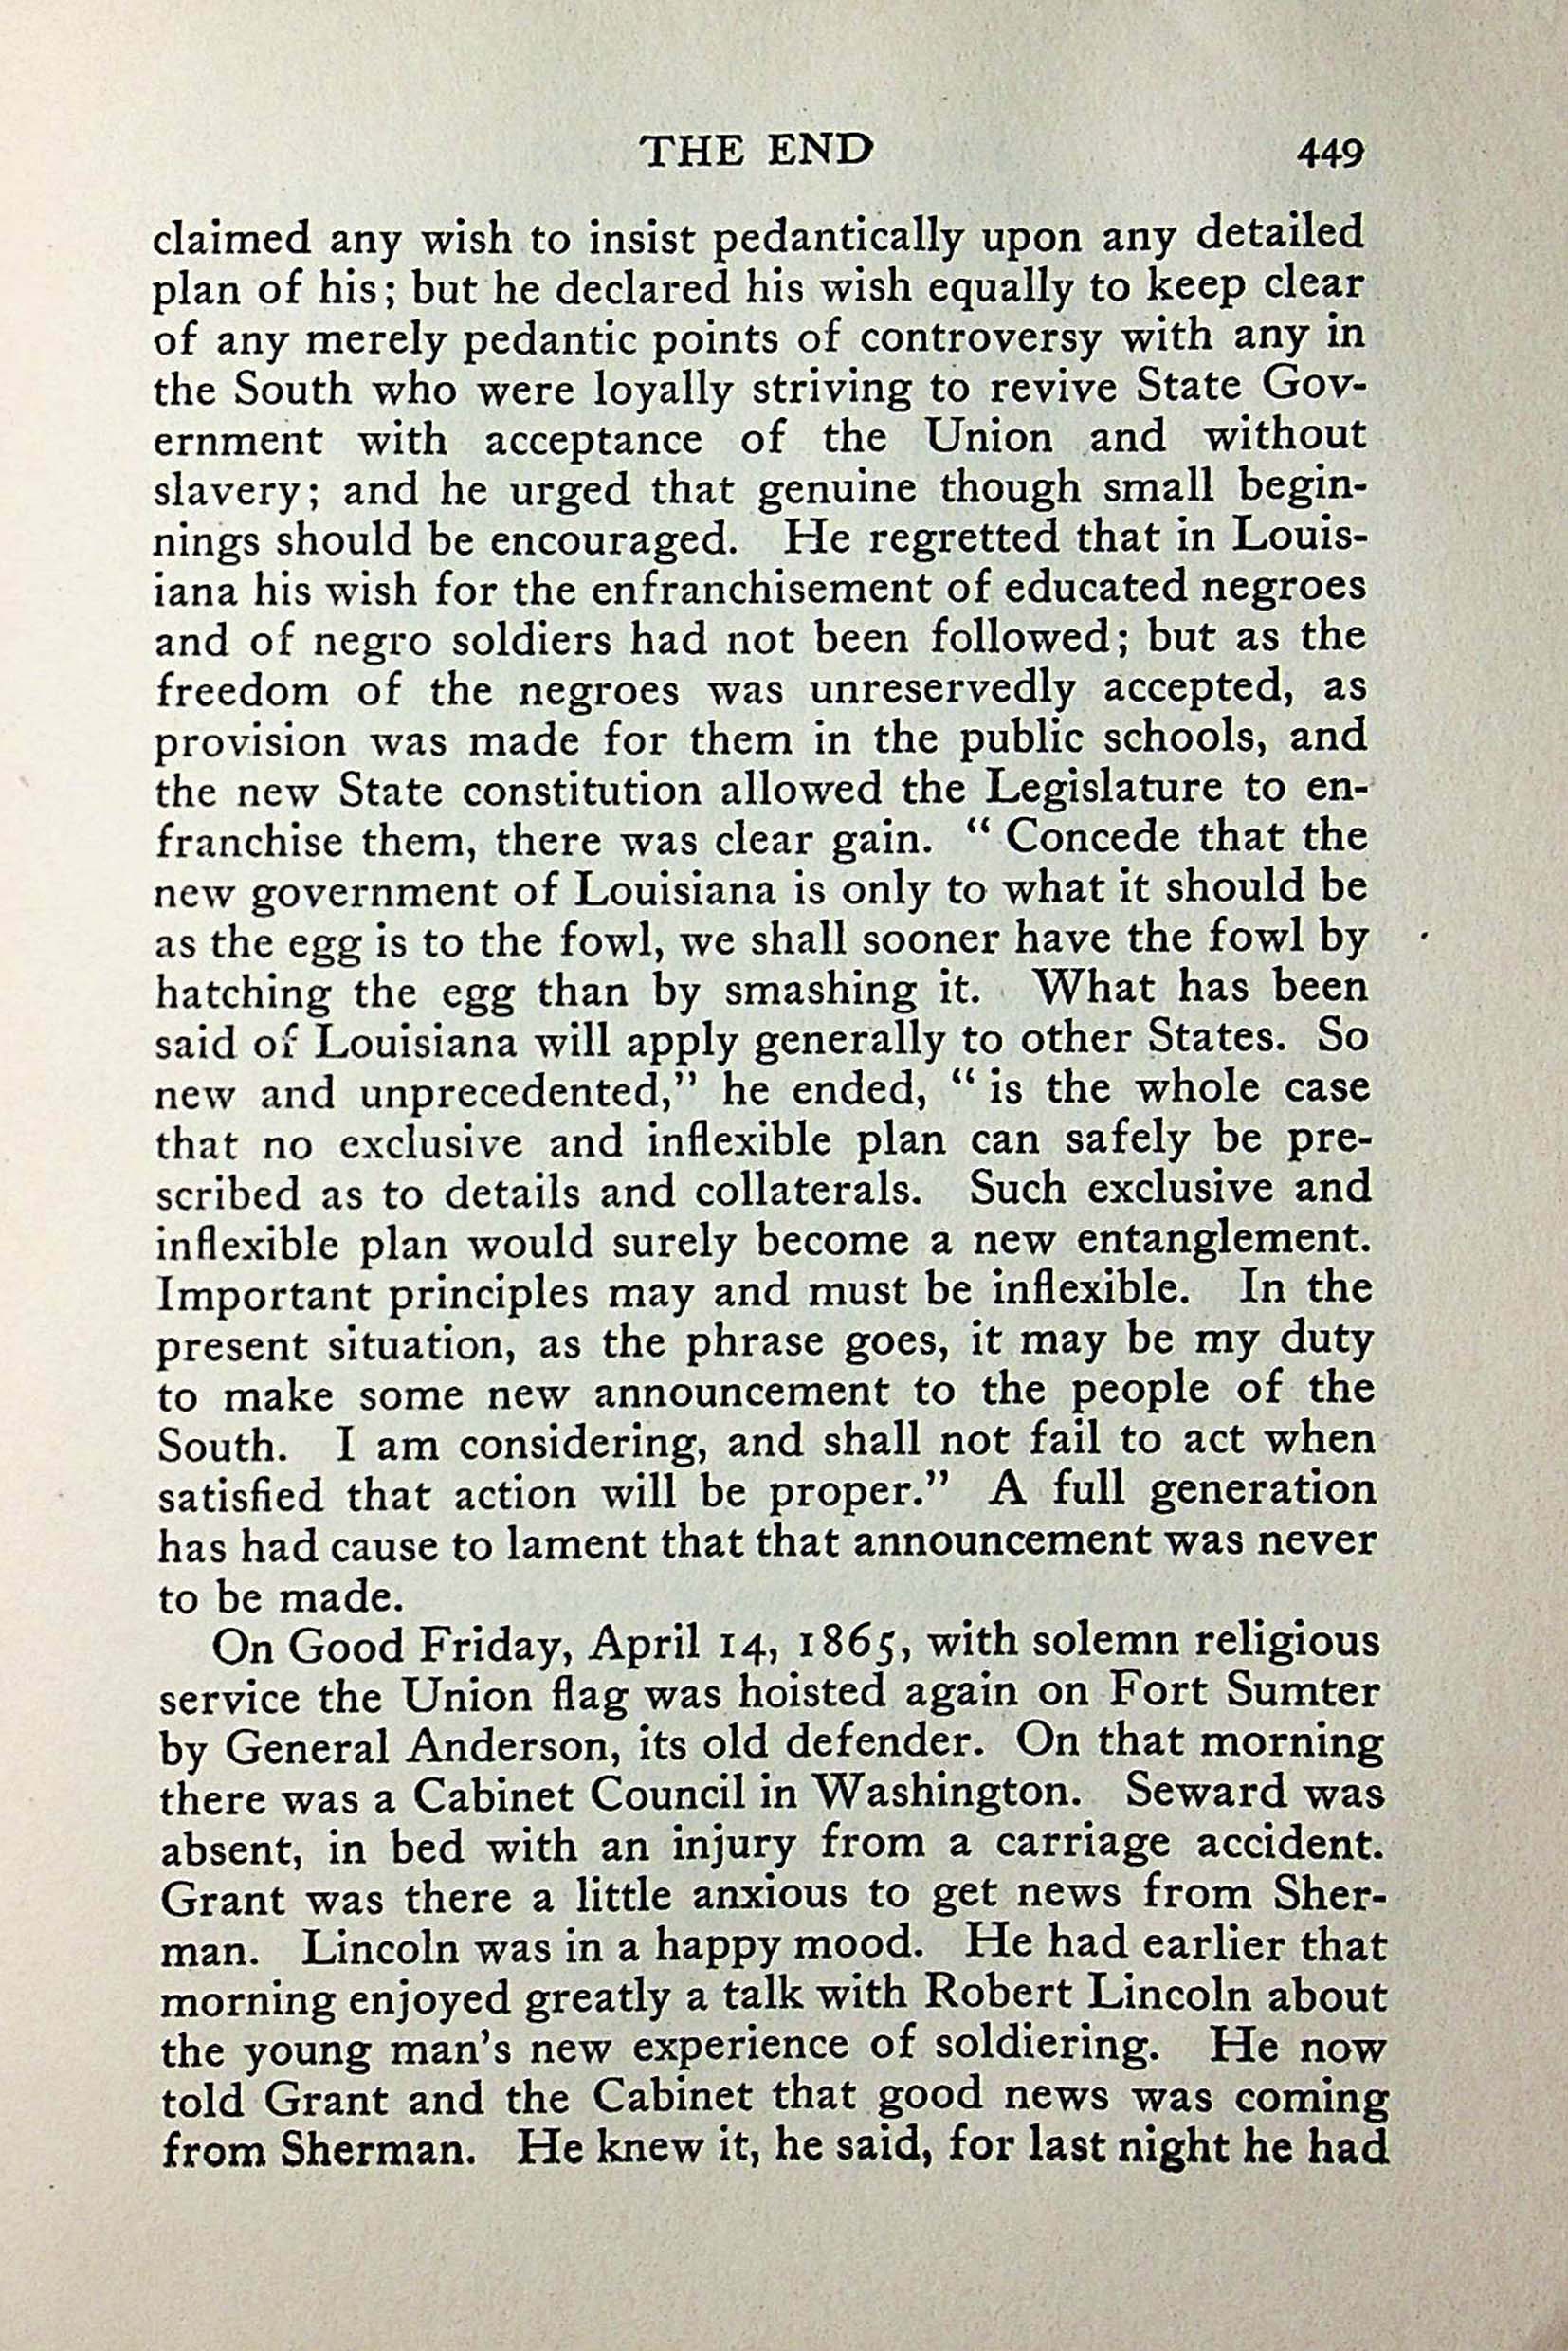 THE END 449
claimed any wish to insist pedantically upon any detailed
plan of his; but he declared his wish equally to keep clear
of any merely pedantic points of controversy with any in
the South who were loyally striving to revive State Gov-
ernment with acceptance of the Union and without
slavery; and he urged that genuine though small begin-
nings should be encouraged. He regretted that in Louis-
iana his wish for the enfranchisement of educated negroes
and of negro soldiers had not been followed; but as the
freedom of the negroes was unreservedly accepted, as
provision was made for them in the public schools, and
the new State constitution allowed the Legislature to en-
franchise them, there was clear gain. “ Concede that the
new government of Louisiana is only to what it should be
as the egg is to the fowl, we shall sooner have the fowl by
hatching the egg than by smashing it. What has been
said of Louisiana will apply generally to other States. So
new and unprecedented,” he ended, “ is the whole case
that no exclusive and inflexible plan can safely be pre-
scribed as to details and collaterals. Such exclusive and
inflexible plan would surely become a new entanglement.
Important principles may and must be inflexible. In the
present situation, as the phrase goes, it may be my duty
to make some new announcement to the people of the
South. I am considering, and shall not fail to act when
satisfied that action will be proper.” A full generation
has had cause to lament that that announcement was never
to be made.
On Good Friday, April 14, 1865, with solemn religious
service the Union flag was hoisted again on Fort Sumter
by General Anderson, its old defender. On that morning
there was a Cabinet Council in Washington. Seward was
absent, in bed with an injury from a carriage accident.
Grant was there a little anxious to get news from Sher-
man. Lincoln was in a happy mood. He had earlier that
morning enjoyed greatly a talk with Robert Lincoln about
the young man’s new experience of soldiering. He now
told Grant and the Cabinet that good news was coming
from Sherman. He knew it, he said, for last night he had